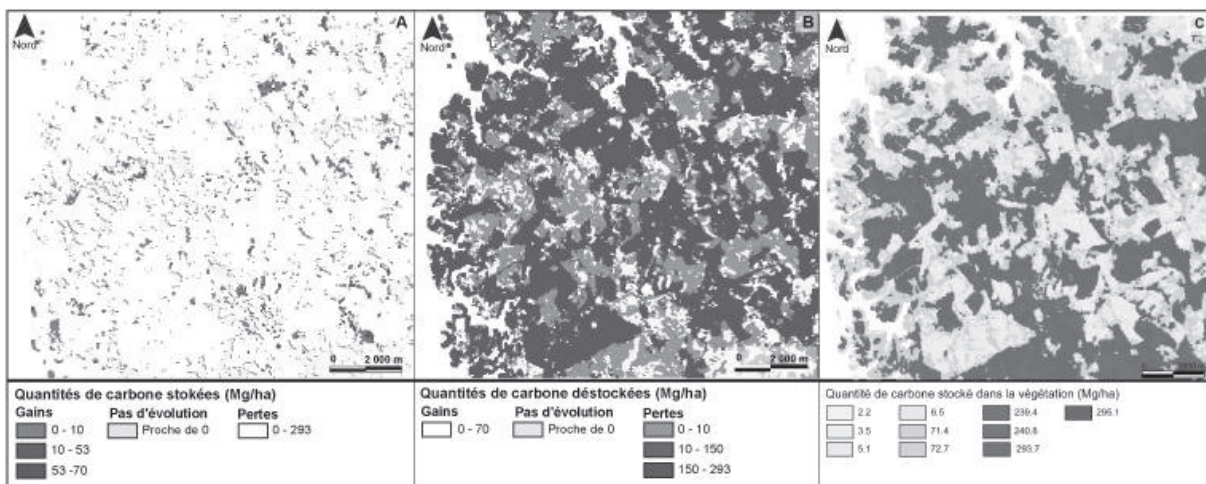 A
Nord
0 2 000 m
B
Nord
0 2 000 m
C
Nord
Quantités de carbone stokées (Mg/ha)
Gains Pas d'évolution Pertes
0 - 10 Proche de 0 0 - 293
10 - 53
53 -70
Quantités de carbone déstockées (Mg/ha)
Gains Pas d'évolution Pertes
0 - 70 Proche de 0 0 - 10
10 - 150
150 - 293
Quantité de carbone stocké dans la végétation (Mg/ha)
2.2 6.5 239.4 295.1
3.5 71.4 240.8
5.1 72.7 293.7